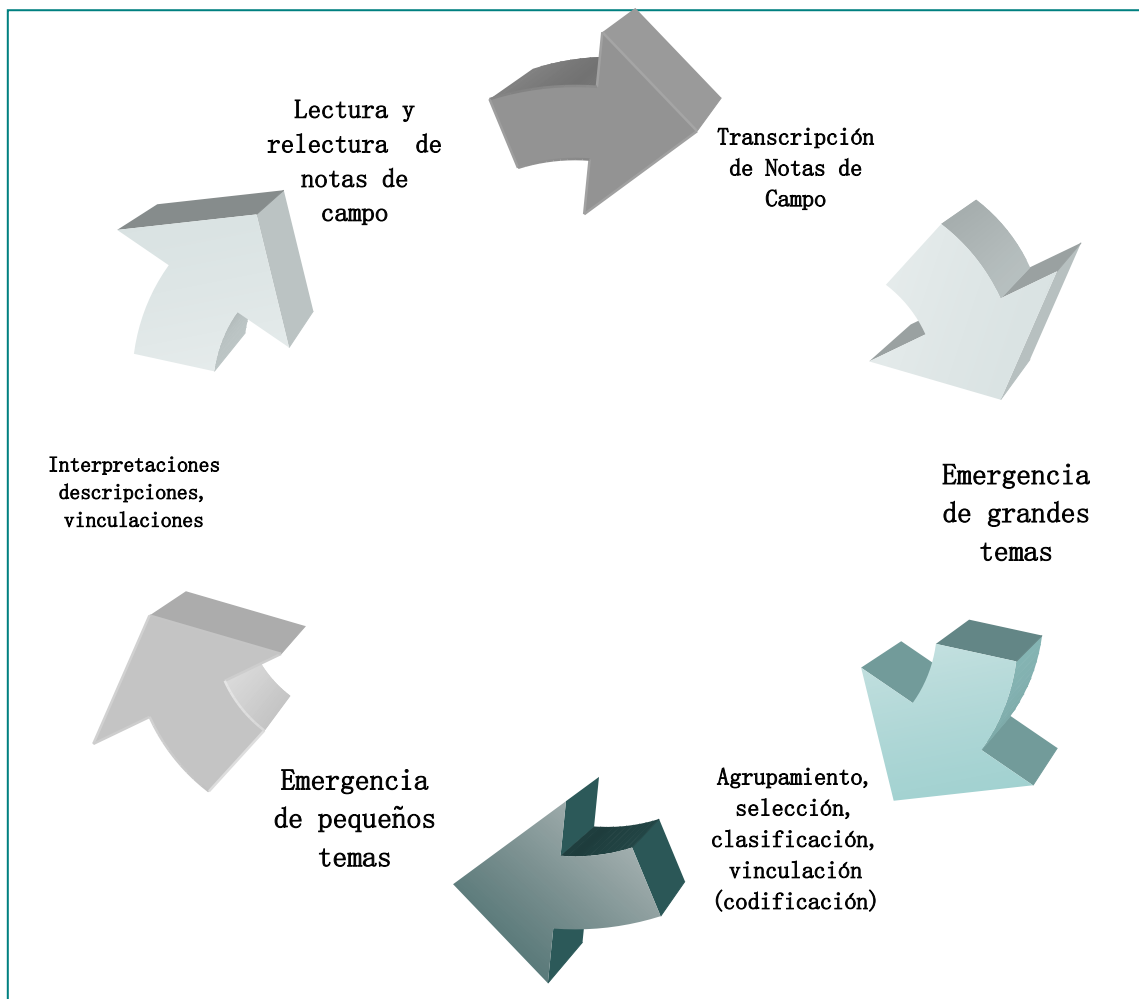 Lectura y
relectura de
notas de
campo
Transcripción
de Notas de
Campo
Emergencia
de grandes
temas
Agrupamiento,
selección,
clasificación,
vinculación
(codificación)
Emergencia
de pequeños
temas
Interpretaciones
descripciones,
vinculaciones